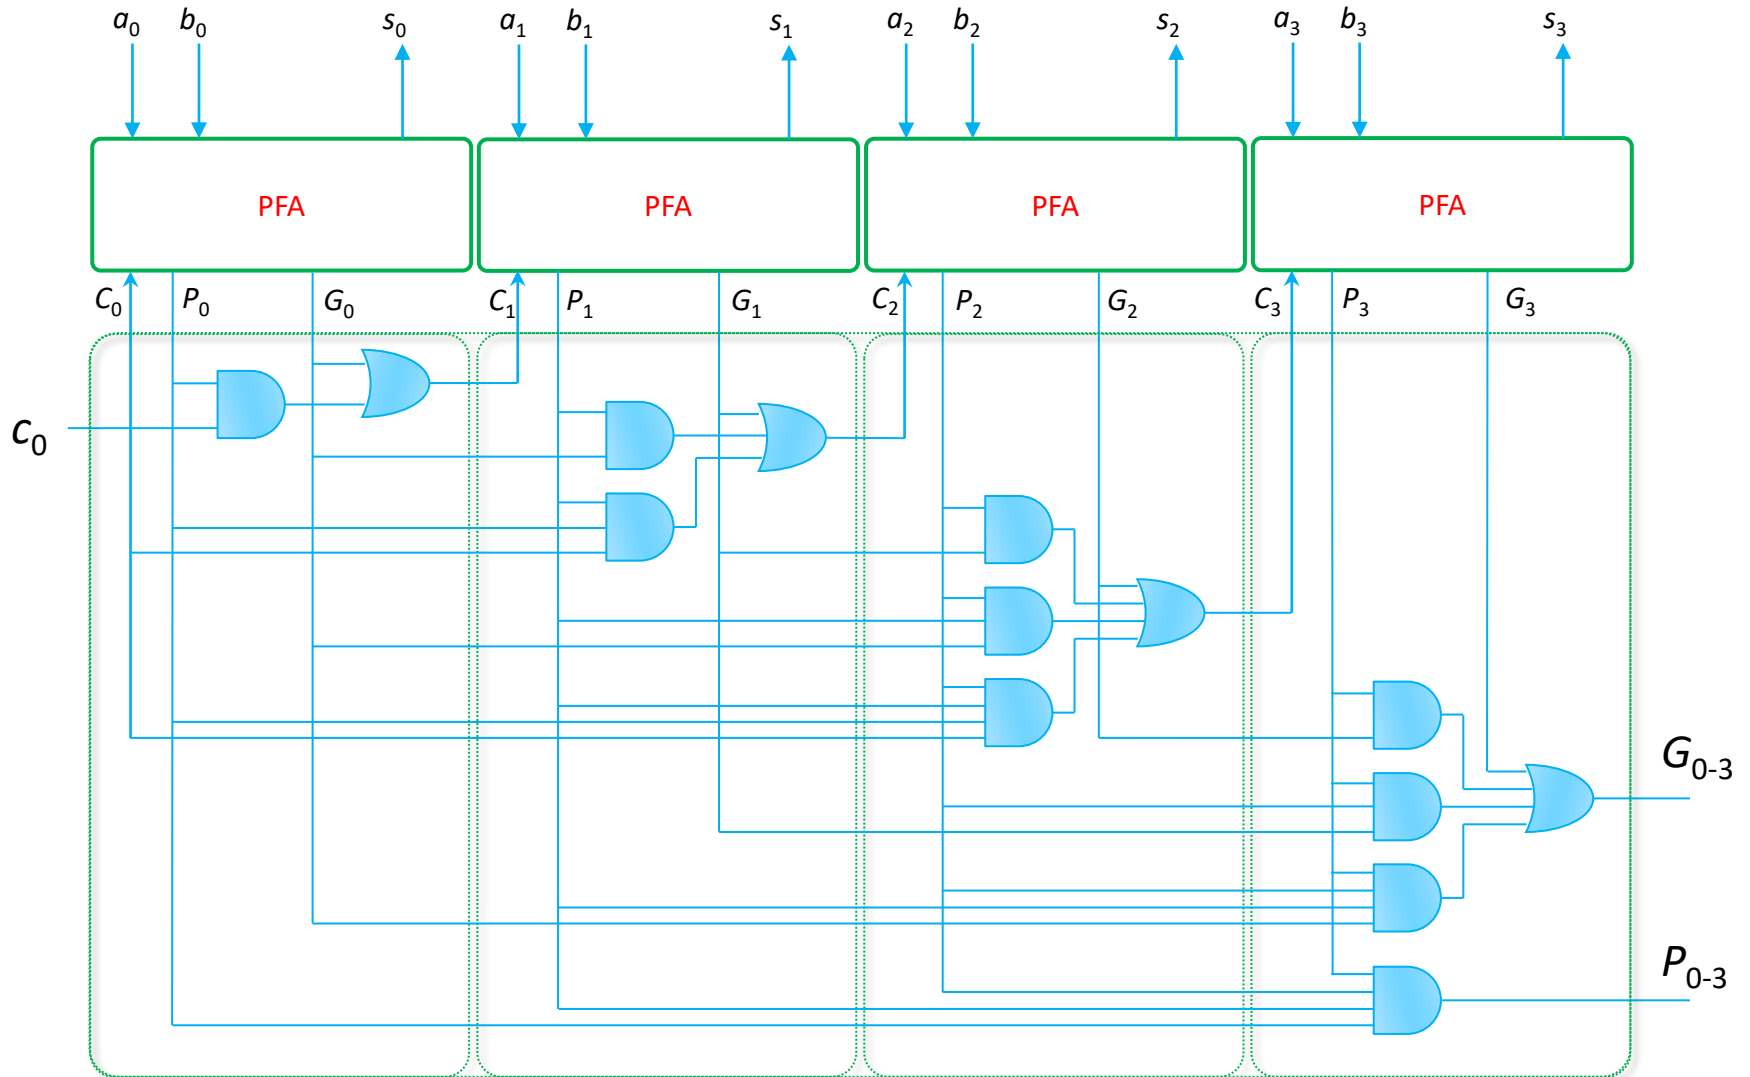 a0 b0 s0 a1 b1 s1 a2 b2 s2 a3 b3 s3
PFA PFA PFA PFA
C0 P0 G0 C1 P1 G1 C2 P2 G2 C3 P3 G3
c0
G0-3
P0-3